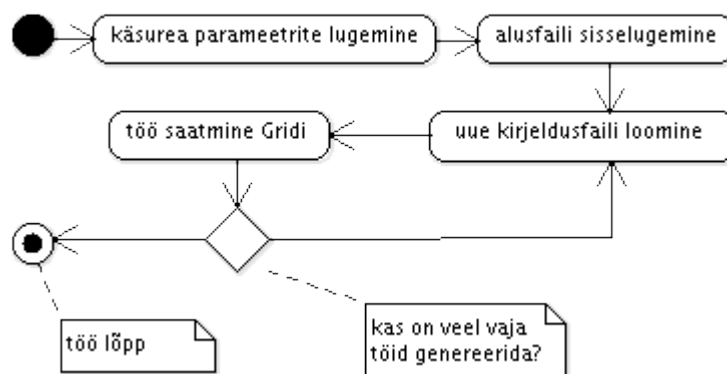 käsurea parameetrite lugemine
alusfaili sisselugemine
töö saatmine Gridi
uue kirjeldusfaili loomine
töö lõpp
kas on veel vaja
töid genereerida?